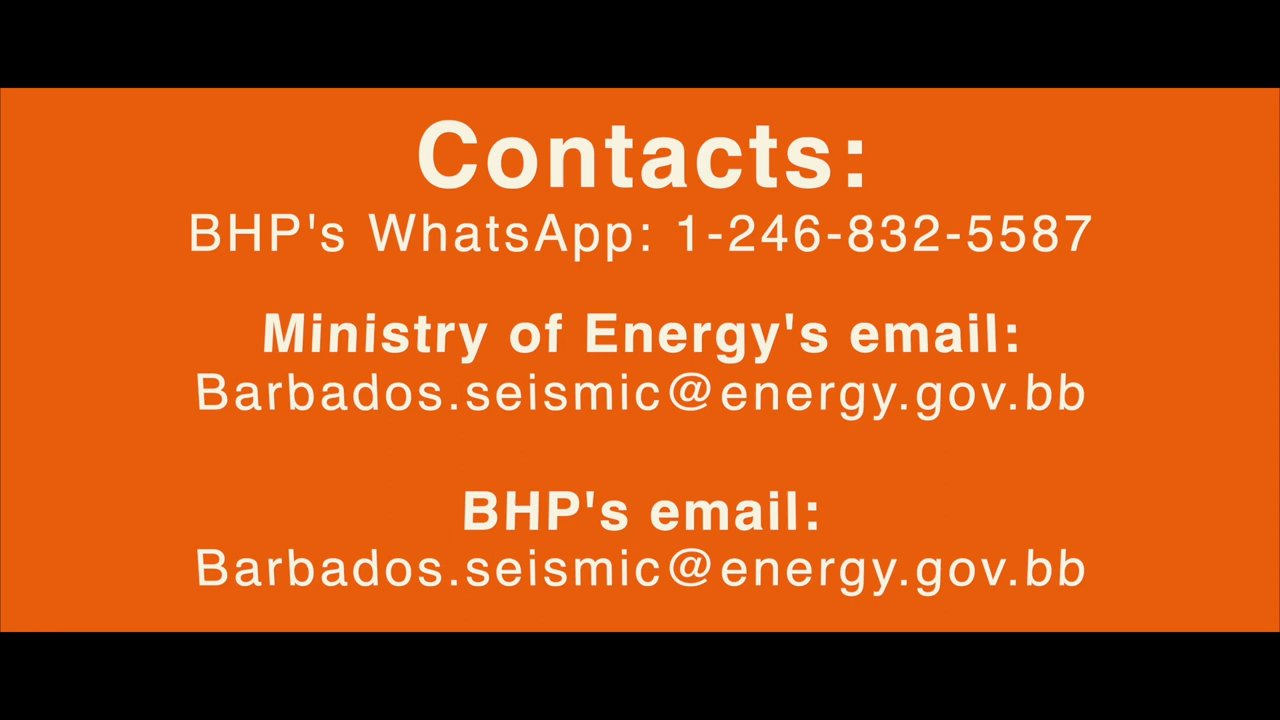 Contacts:
BHP's WhatsApp: 1-246-832-5587
Ministry of Energy's email:
Barbados.seismic@energy.gov.bb
BHP's email:
Barbados.seismic@energy.gov.bb